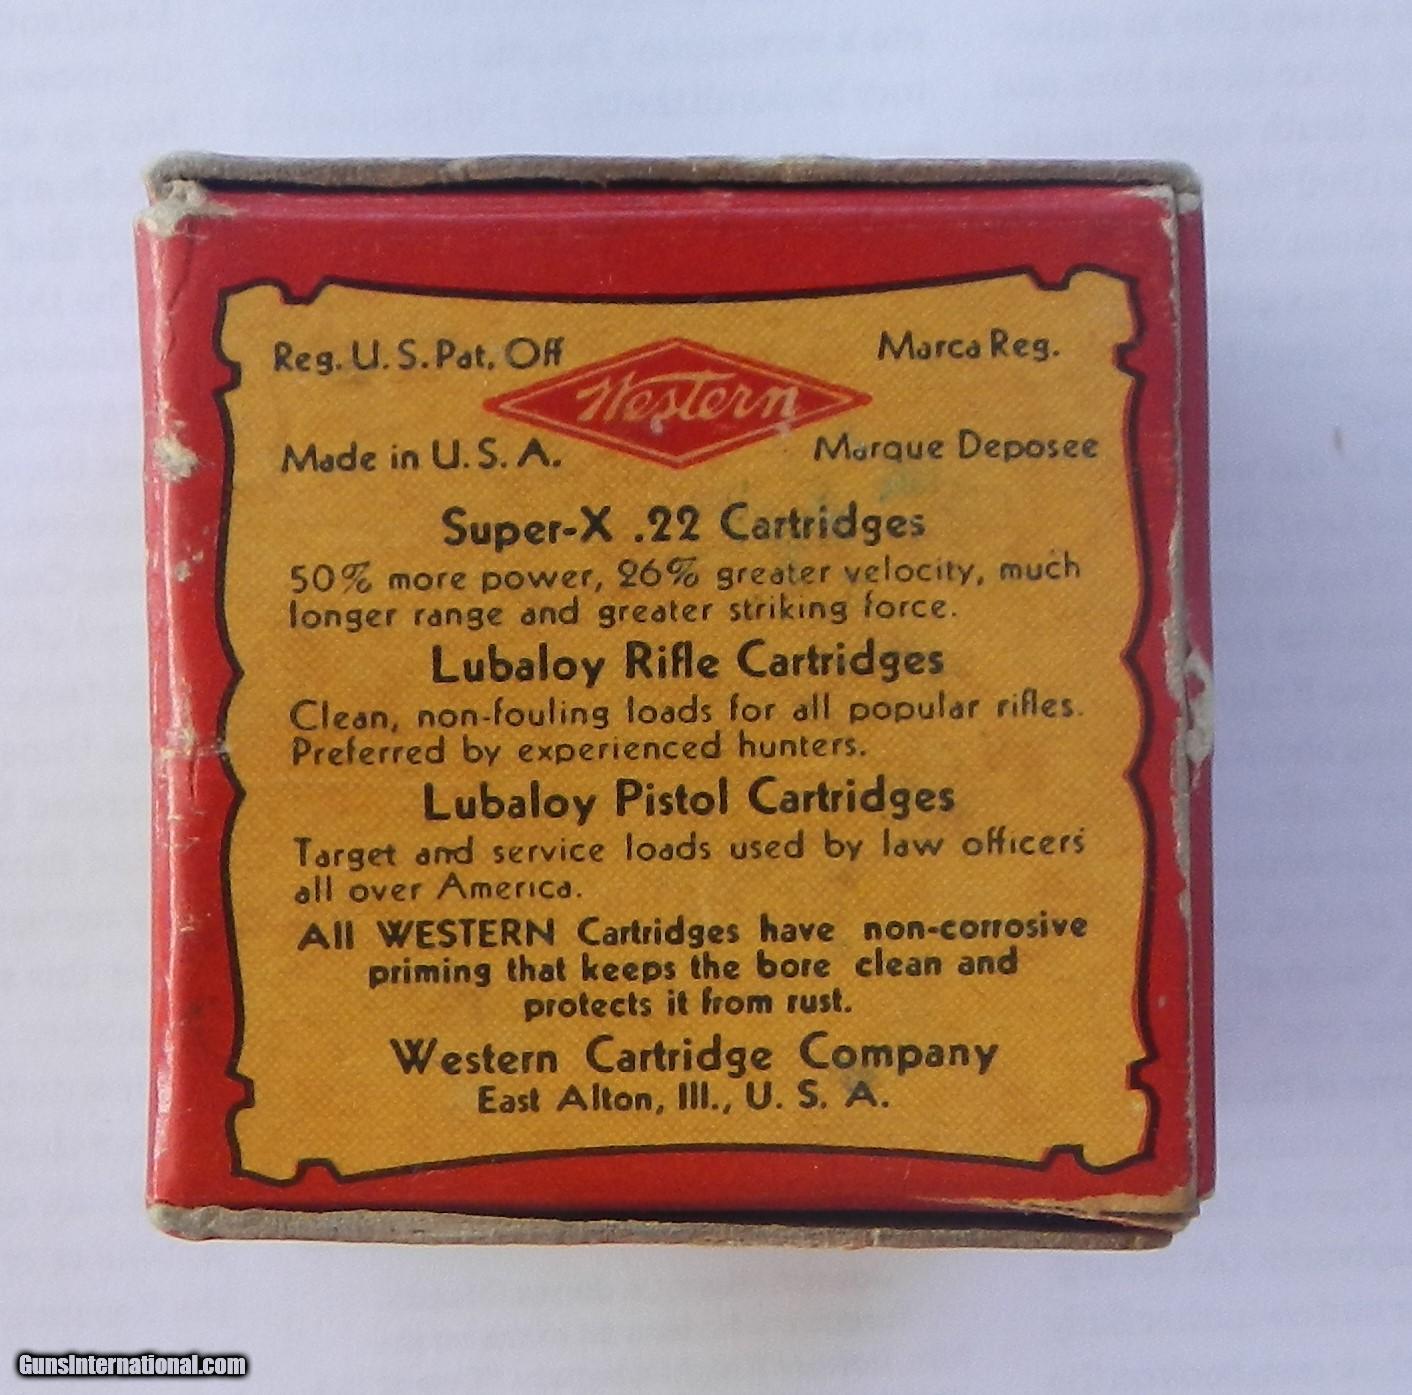 Reg. U. S. Pat. Off
Marca Reg.
Western
Made in U. S. A.
Marque Deposee
Super-X .22 Cartridges
50% more power, 26% greater velocity, much
longer range and greater striking force.
Lubaloy Rifle Cartridges
Clean, non-fouling loads for all popular rifles.
Preferred by experienced hunters.
Lubaloy Pistol Cartridges
Target and service loads used by law officers
all over America.
All WESTERN Cartridges have non-corrosive
priming that keeps the bore clean and
protects it from rust.
Western Cartridge Company
East Alton, Ill., U. S. A.
GunsInternational.com